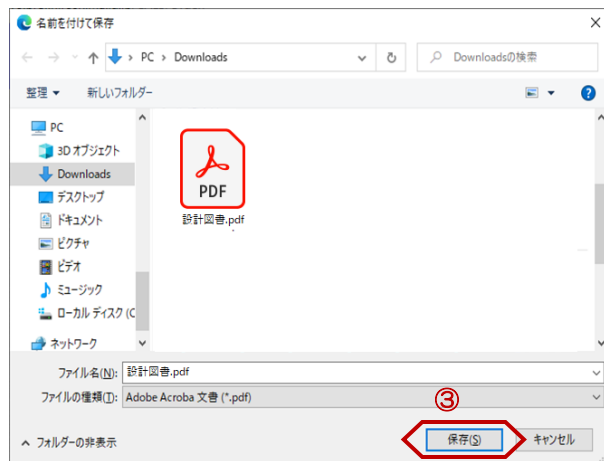 名前を付けて保存
PC > Downloads
Downloadsの検索
整理
新しいフォルダー
PC
3D オブジェクト
Downloads
デスクトップ
ドキュメント
ピクチャ
ビデオ
ミュージック
ローカル ディスク (C
ネットワーク
PDF
設計図書.pdf
ファイル名(N): 設計図書.pdf
ファイルの種類(T): Adobe Acroba 文書 (*.pdf)
③
フォルダーの非表示
保存(S)
キャンセル